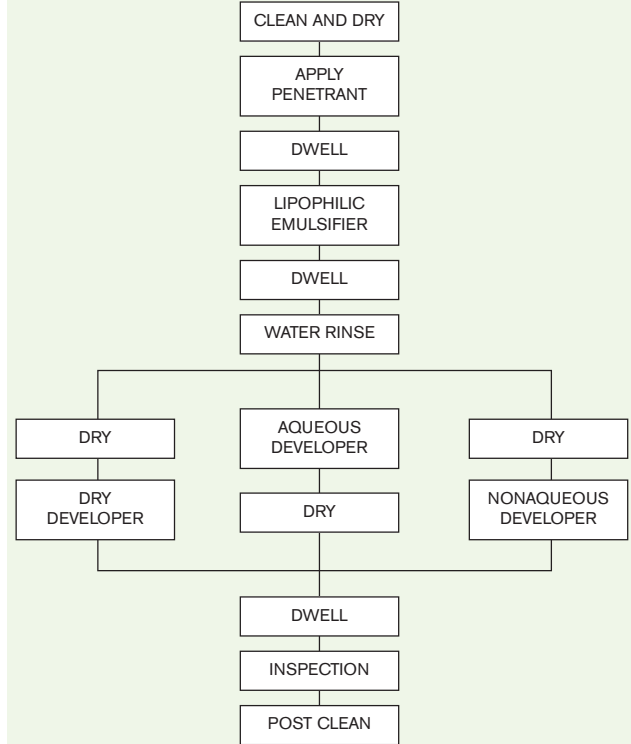 CLEAN AND DRY
APPLY
PENETRANT
DWELL
LIPOPHILIC
EMULSIFIER
DWELL
WATER RINSE
DRY
DRY
DEVELOPER
AQUEOUS
DEVELOPER
DRY
DRY
NONAQUEOUS
DEVELOPER
DWELL
INSPECTION
POST CLEAN